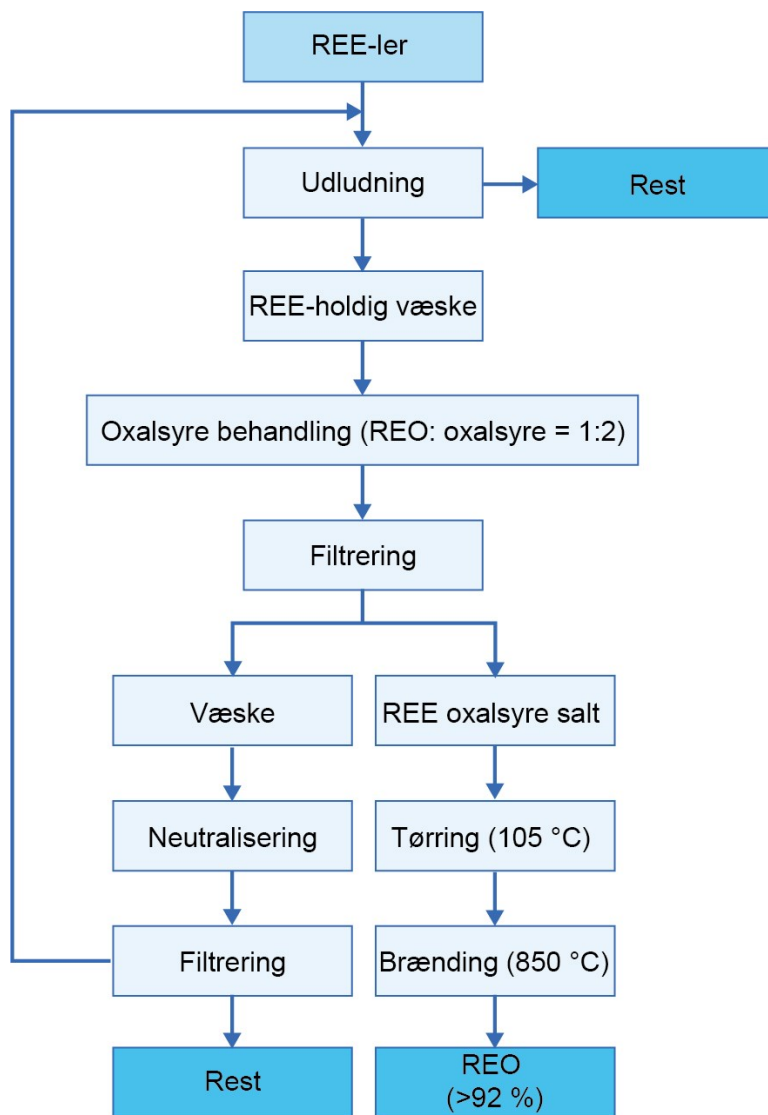 REE-ler
Udludning
Rest
REE-holdig væske
Oxalsyre behandling (REO: oxalsyre = 1:2)
Filtrering
Væske
REE oxalsyre salt
Neutralisering
Tørring (105 °C)
Filtrering
Brænding (850 °C)
Rest
REO
(>92 %)